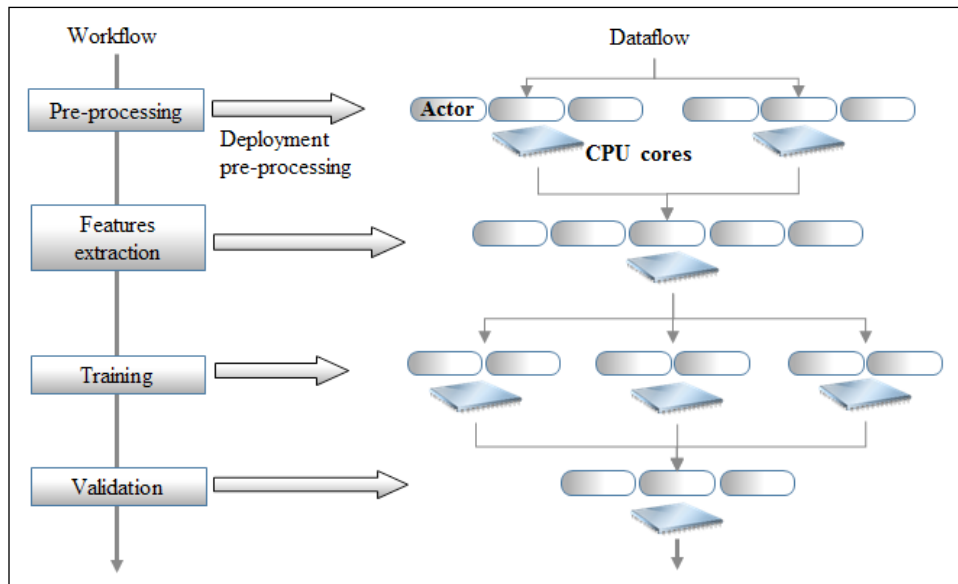 Workflow
Dataflow
Pre-processing
Actor
Deployment
pre-processing
CPU cores
Features
extraction
Training
Validation